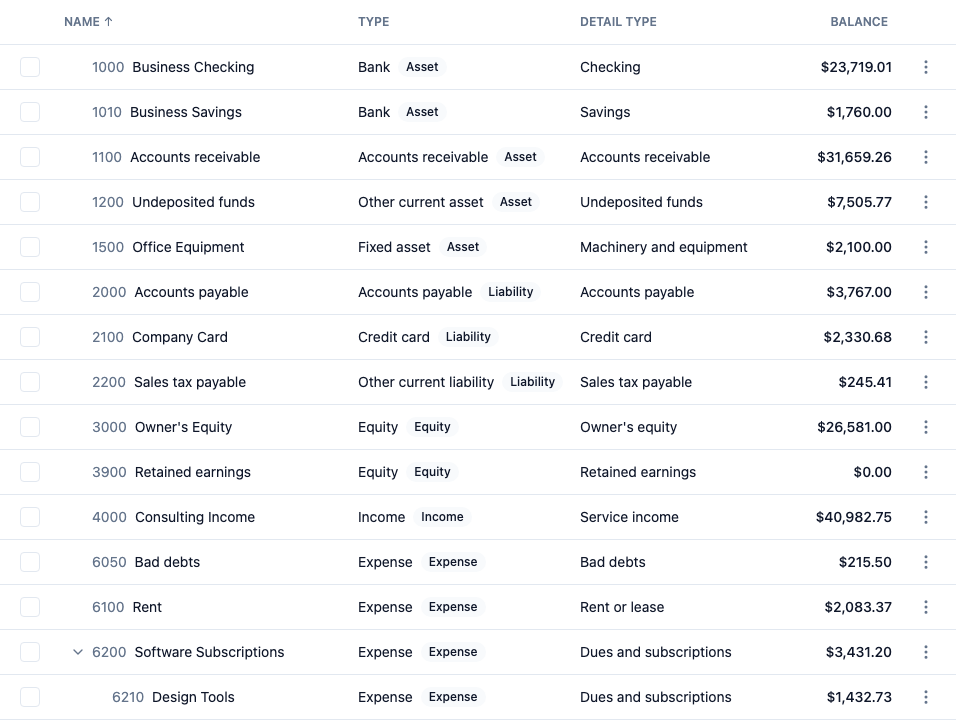 NAME ↑ TYPE DETAIL TYPE BALANCE
1000 Business Checking Bank Asset Checking $23,719.01
1010 Business Savings Bank Asset Savings $1,760.00
1100 Accounts receivable Accounts receivable Asset Accounts receivable $31,659.26
1200 Undeposited funds Other current asset Asset Undeposited funds $7,505.77
1500 Office Equipment Fixed asset Asset Machinery and equipment $2,100.00
2000 Accounts payable Accounts payable Liability Accounts payable $3,767.00
2100 Company Card Credit card Liability Credit card $2,330.68
2200 Sales tax payable Other current liability Liability Sales tax payable $245.41
3000 Owner's Equity Equity Equity Owner's equity $26,581.00
3900 Retained earnings Equity Equity Retained earnings $0.00
4000 Consulting Income Income Income Service income $40,982.75
6050 Bad debts Expense Expense Bad debts $215.50
6100 Rent Expense Expense Rent or lease $2,083.37
6200 Software Subscriptions Expense Expense Dues and subscriptions $3,431.20
6210 Design Tools Expense Expense Dues and subscriptions $1,432.73